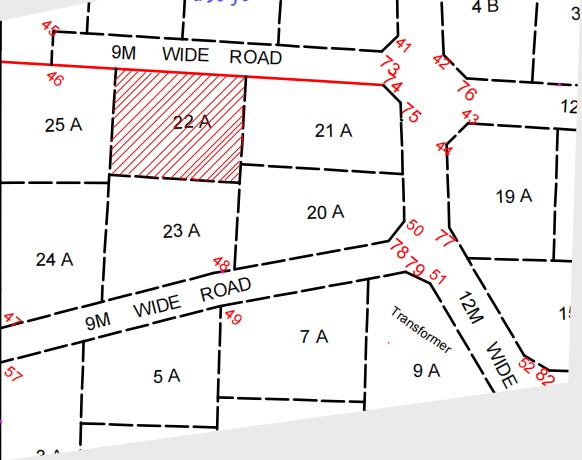 4 B
3
45
41
42
9M WIDE ROAD
73
74
46
76
75
12
43
44
25 A
22 A
21 A
19 A
20 A
50
23 A
77
78
24 A
48
79
51
9M WIDE ROAD
12M WIDE
47
49
Transformer
7 A
52
82
57
5 A
9 A